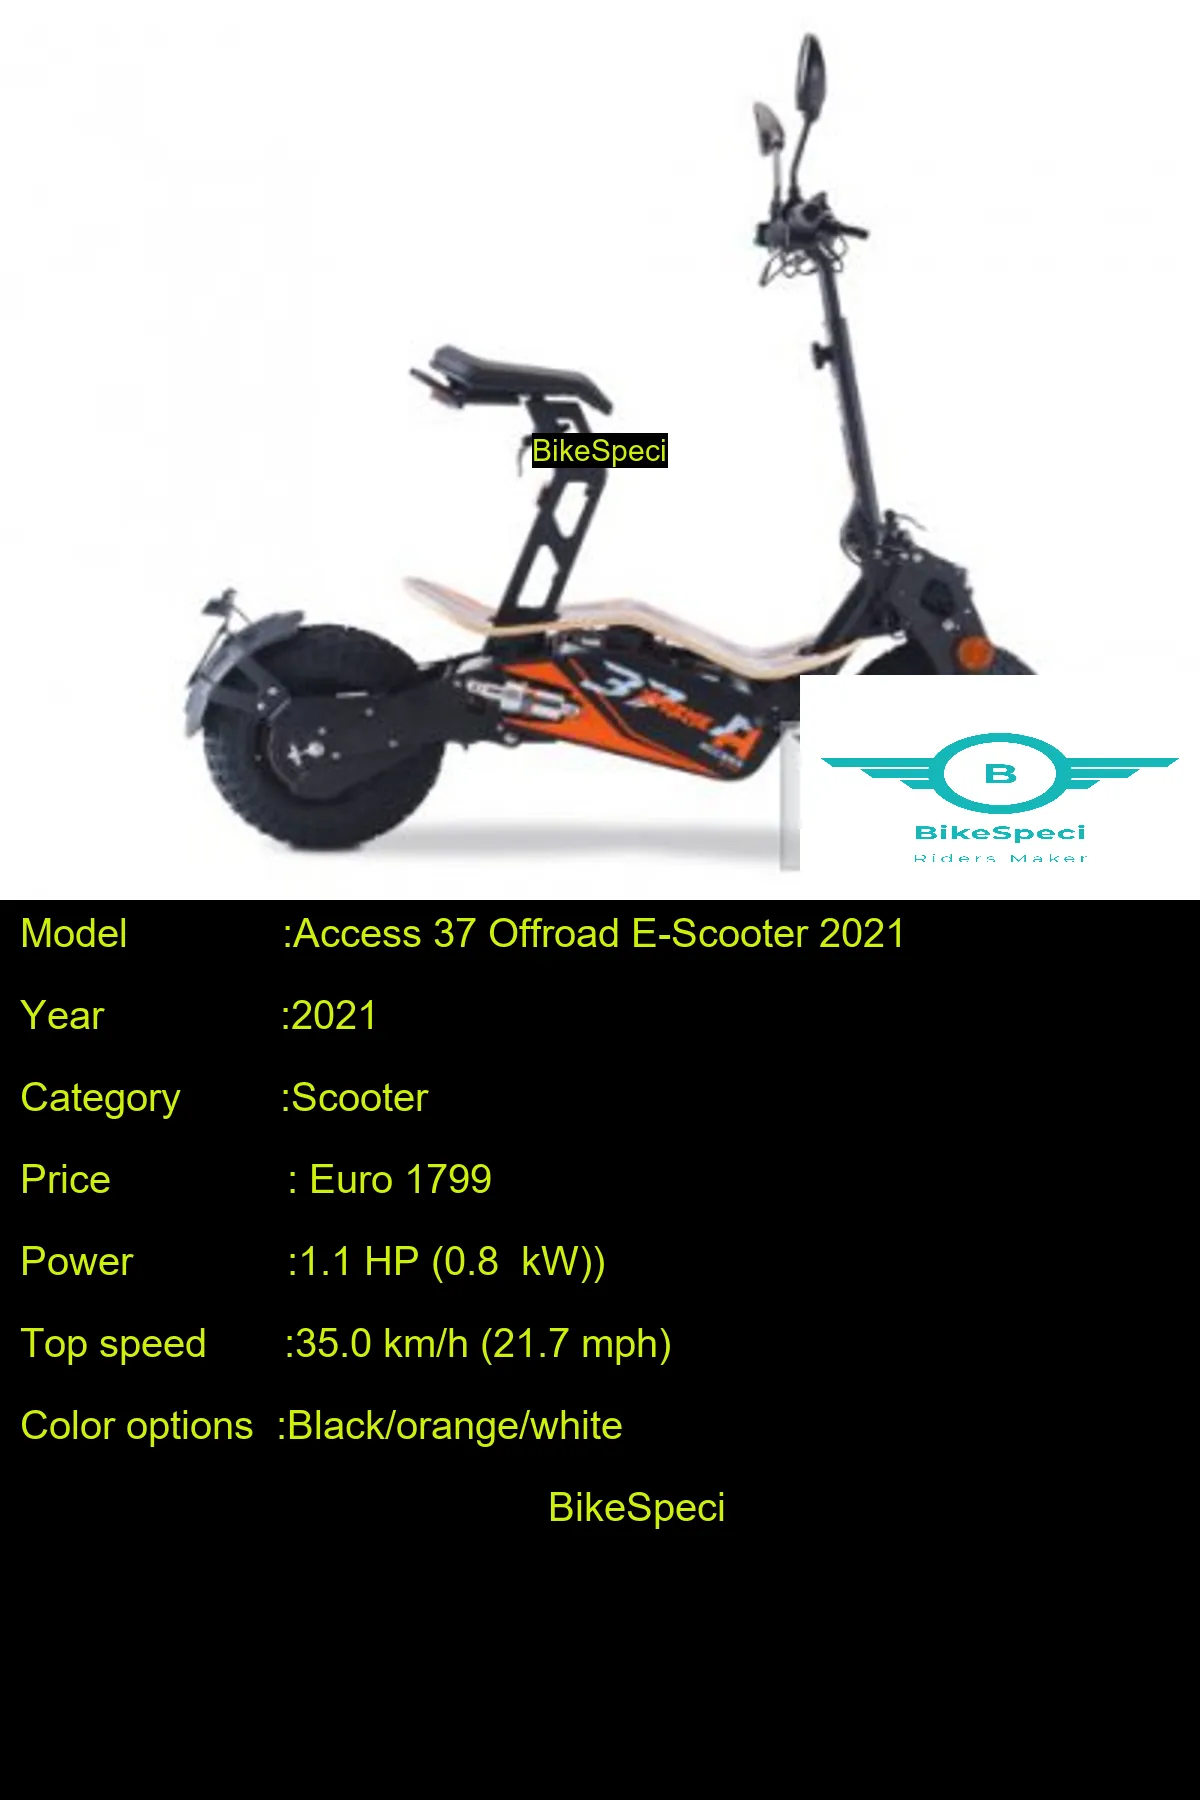 BikeSpeci
37
A
B
BikeSpeci
Riders Maker
Model :Access 37 Offroad E-Scooter 2021
Year :2021
Category :Scooter
Price : Euro 1799
Power :1.1 HP (0.8 kW))
Top speed :35.0 km/h (21.7 mph)
Color options :Black/orange/white
BikeSpeci